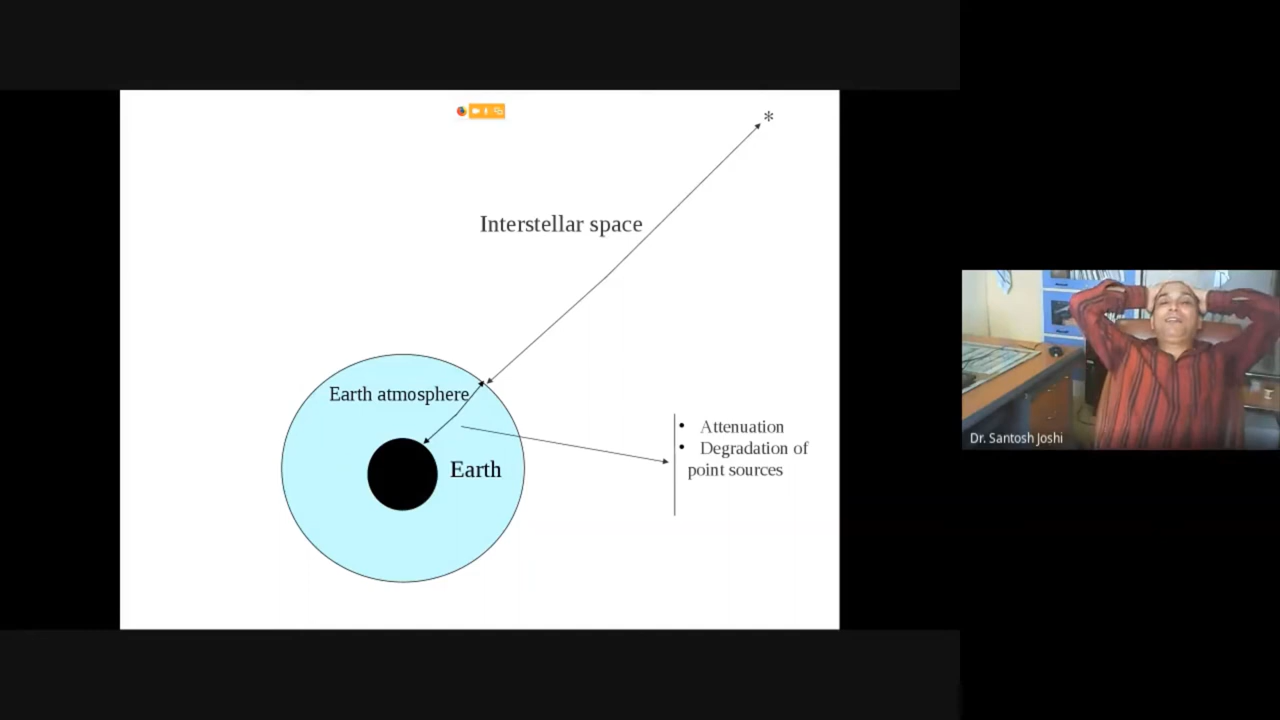 *
Interstellar space
Earth atmosphere
Earth
• Attenuation
• Degradation of
point sources
Dr. Santosh Joshi